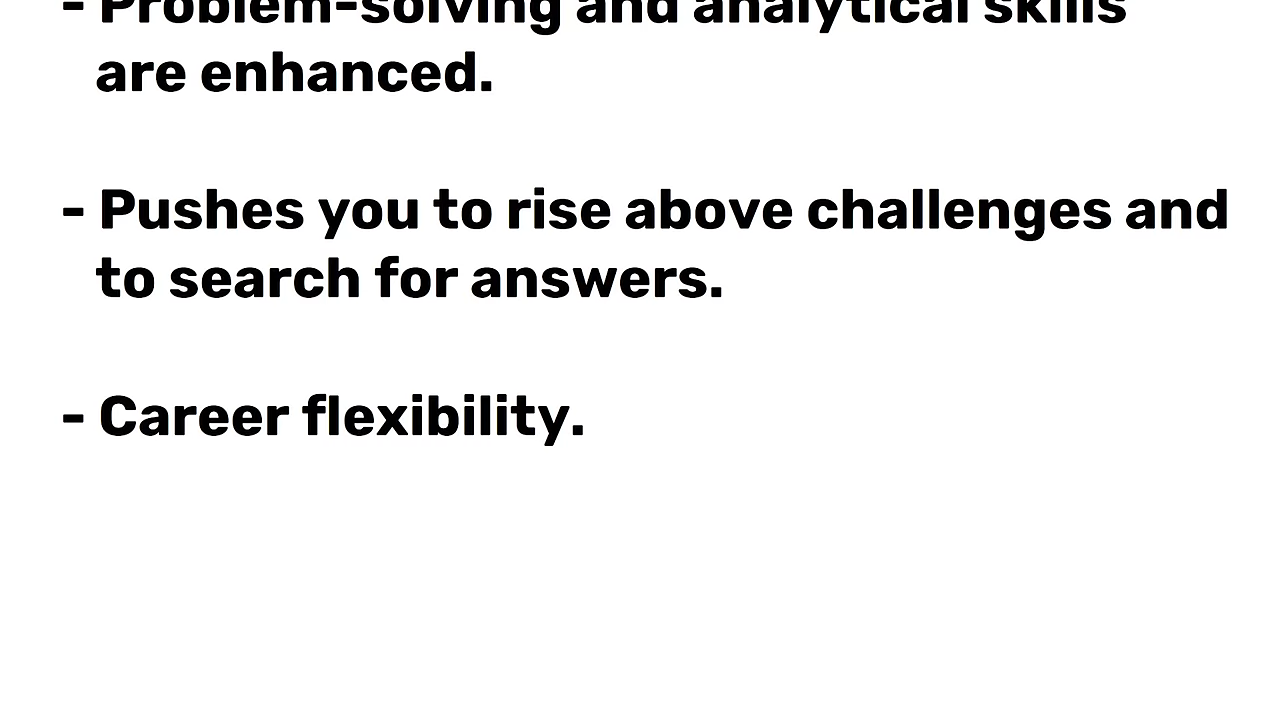 - Problem-solving and analytical skills
are enhanced.
- Pushes you to rise above challenges and
to search for answers.
- Career flexibility.